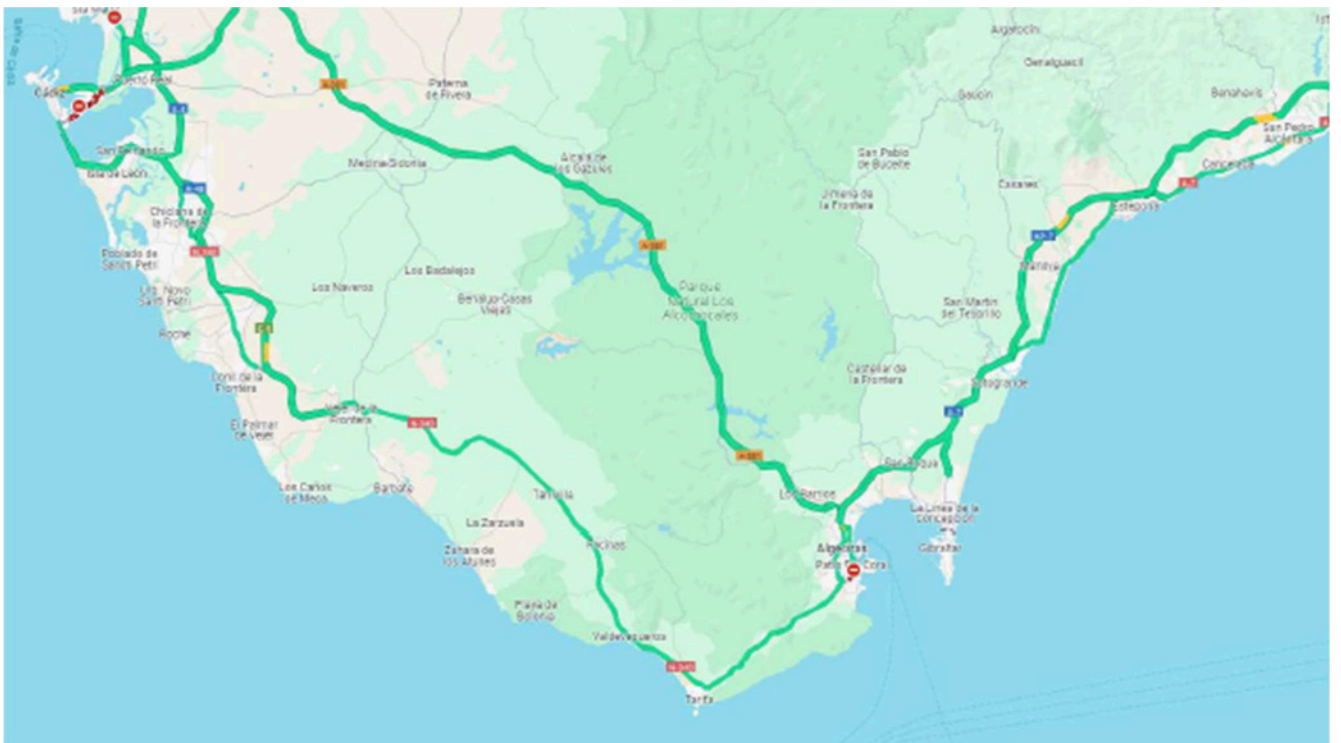 Algatocín
Genalguacil
Gaucín
Benahavís
San Pedro
Alcántara
A-381
Paterna
de Rivera
Puerto Real
Cádiz
A-4
San Fernando
Isla de León
Medina-Sidonia
Alcalá de
los Gazules
San Pablo
de Buceite
Jimena de
la Frontera
Casares
Cancelada
A-7
Estepona
A-48
Chiclana de
la Frontera
Poblado de
Sancti Petri
Urb. Novo
Santi Petri
Los Naveros
Los Badalejos
Benalup-Casas
Viejas
A-381
Parque
Natural Los
Alcornocales
AP-7
Manilva
San Martín
del Tesorillo
Roche
Conil de la
Frontera
Castellar de
la Frontera
Sotogrande
A-7
El Palmar
de Vejer
Vejer de la
Frontera
N-340
A-381
San Roque
Los Caños
de Meca
Barbate
Tahivilla
Los Barrios
La Línea de la
Concepción
La Zarzuela
Zahara de
los Atunes
Facinas
Algeciras
Gibraltar
Playa de
Bolonia
Valdevaqueros
N-340
Tarifa